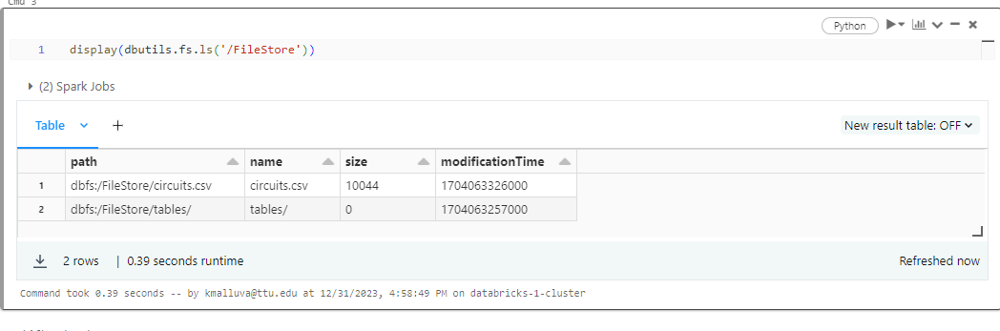 Cmd 3
Python
1 display(dbutils.fs.ls('/FileStore'))
(2) Spark Jobs
Table +
New result table: OFF
path name size modificationTime
1 dbfs:/FileStore/circuits.csv circuits.csv 10044 1704063326000
2 dbfs:/FileStore/tables/ tables/ 0 1704063257000
2 rows | 0.39 seconds runtime
Refreshed now
Command took 0.39 seconds -- by kmalluva@ttu.edu at 12/31/2023, 4:58:49 PM on databricks-1-cluster